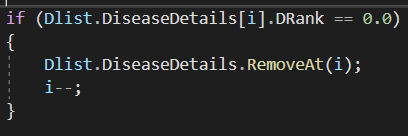 if (Dlist.DiseaseDetails[i].DRank == 0.0)
{
    Dlist.DiseaseDetails.RemoveAt(i);
    i--;
}